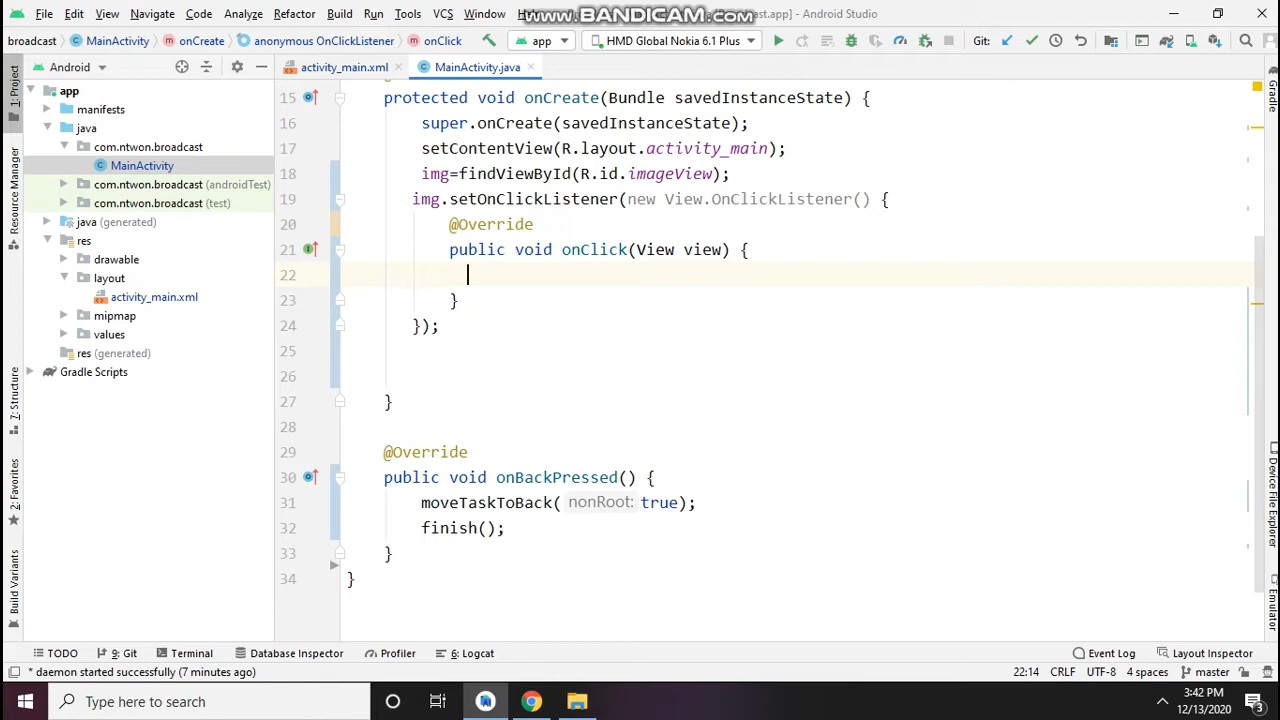 File Edit View Navigate Code Analyze Refactor Build Run Tools VCS Window
www.BANDICAM.com
cast.app] - Android Studio
broadcast MainActivity onCreate anonymous OnClickListener onClick app HMD Global Nokia 6.1 Plus Git:
1: Project
Resource Manager
7: Structure
2: Favorites
Build Variants
Android
app
manifests
java
com.ntwon.broadcast
MainActivity
com.ntwon.broadcast (androidTest)
com.ntwon.broadcast (test)
java (generated)
res
drawable
layout
activity_main.xml
mipmap
values
res (generated)
Gradle Scripts
activity_main.xml MainActivity.java
15 protected void onCreate(Bundle savedInstanceState) {
16 super.onCreate(savedInstanceState);
17 setContentView(R.layout.activity_main);
18 img=findViewById(R.id.imageView);
19 img.setOnClickListener(new View.OnClickListener() {
20 @Override
21 public void onClick(View view) {
22
23 }
24 });
25
26
27 }
28
29 @Override
30 public void onBackPressed() {
31 moveTaskToBack( nonRoot: true);
32 finish();
33 }
34 }
Gradle
Device File Explorer
Emulator
TODO 9: Git Terminal Database Inspector Profiler 6: Logcat Event Log Layout Inspector
* daemon started successfully (7 minutes ago) 22:14 CRLF UTF-8 4 spaces master
Type here to search
3:42 PM
12/13/2020
3